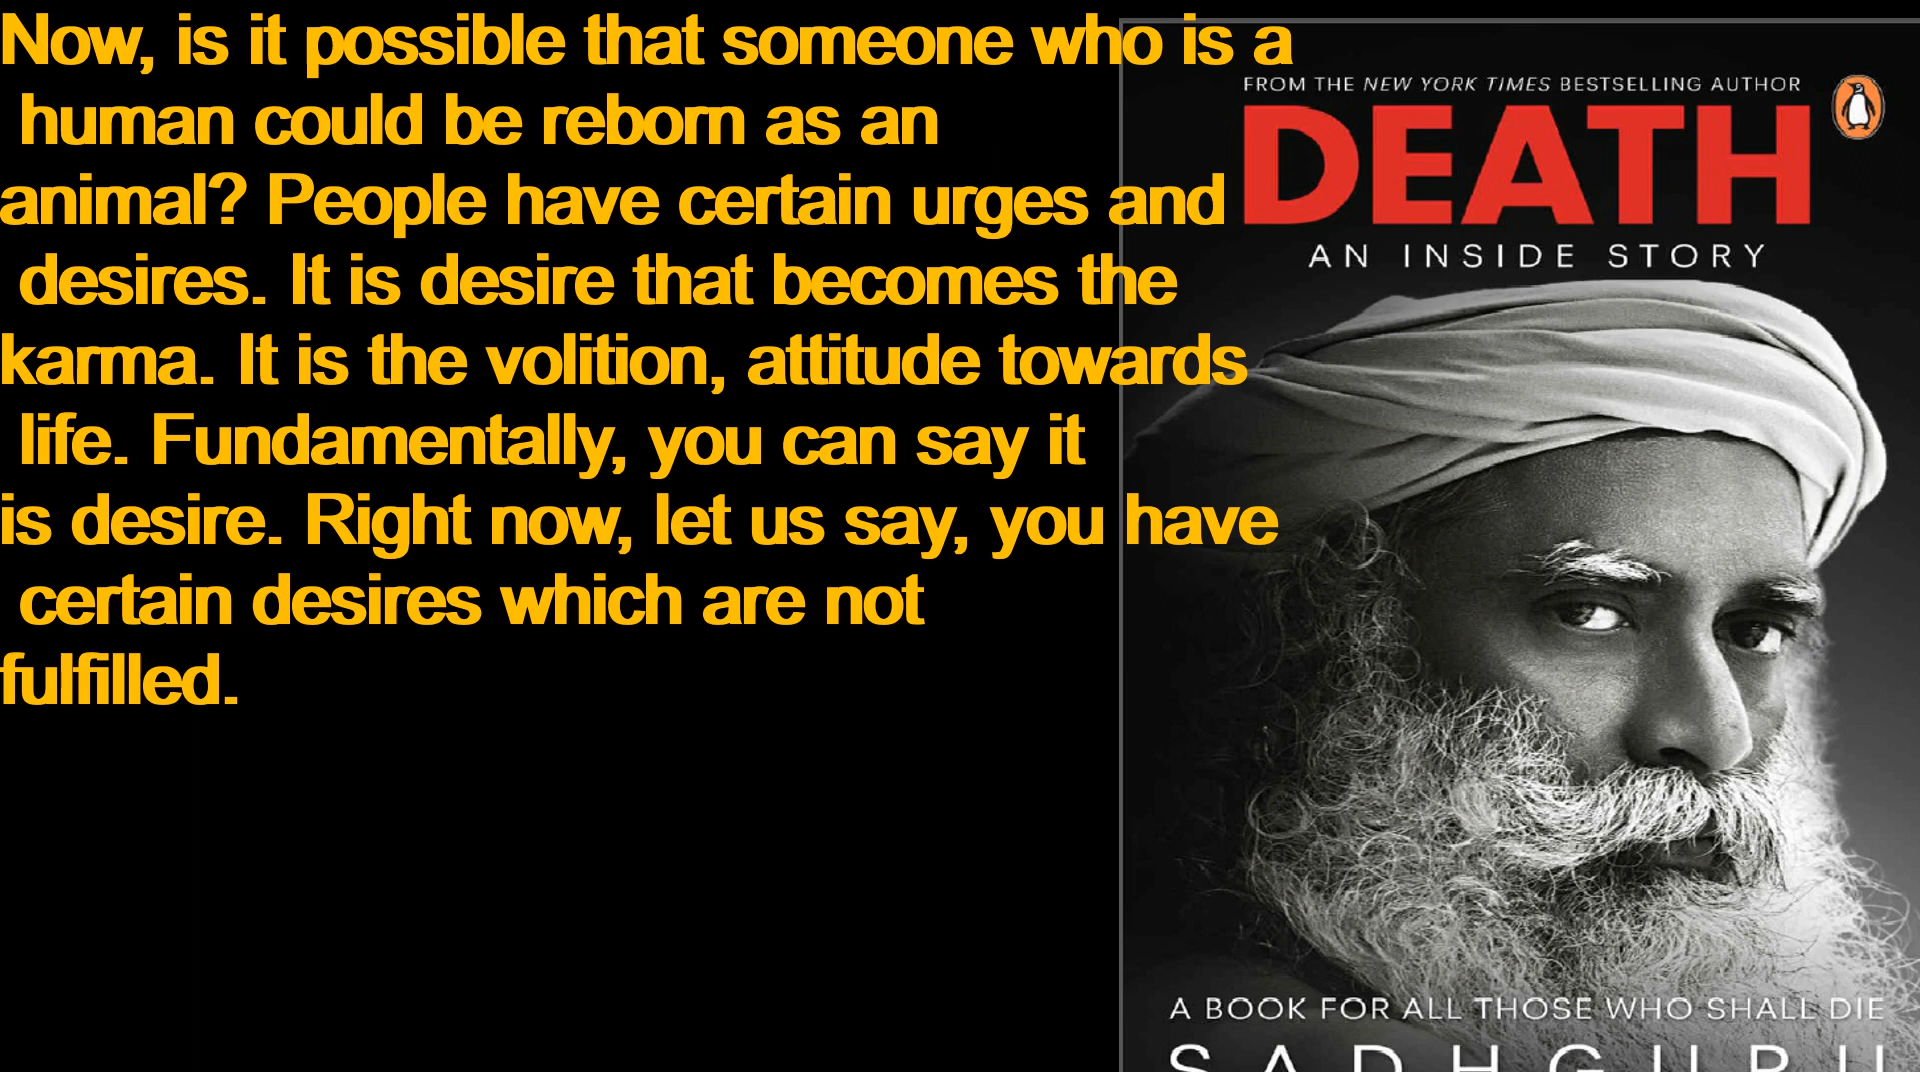 Now, is it possible that someone who is a
human could be reborn as an
animal? People have certain urges and
desires. It is desire that becomes the
karma. It is the volition, attitude towards
life. Fundamentally, you can say it
is desire. Right now, let us say, you have
certain desires which are not
fulfilled.
FROM THE NEW YORK TIMES BESTSELLING AUTHOR
DEATH
AN INSIDE STORY
A BOOK FOR ALL THOSE WHO SHALL DIE
SADHGURU